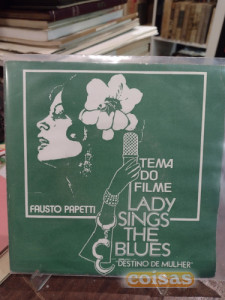 TEMA
DO
FILME
FAUSTO PAPETTI
LADY
SINGS
THE
BLUES
"DESTINO DE MULHER"
coisas